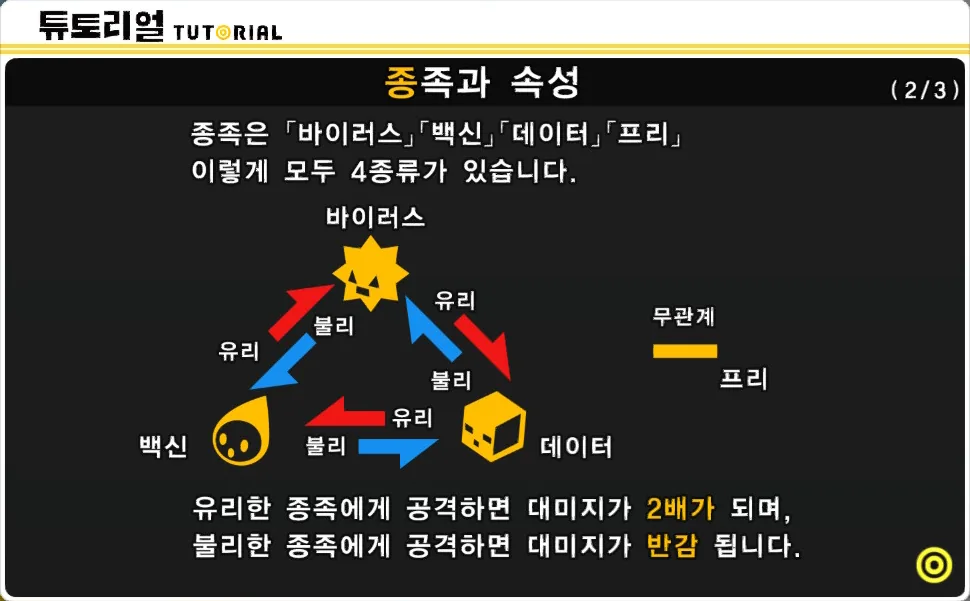 튜토리얼 TUTORIAL
종족과 속성
(2/3)
종족은 「바이러스」「백신」「데이터」「프리」
이렇게 모두 4종류가 있습니다.
바이러스
유리
불리
유리
불리
무관계
프리
유리
불리
백신
데이터
유리한 종족에게 공격하면 대미지가 2배가 되며,
불리한 종족에게 공격하면 대미지가 반감 됩니다.